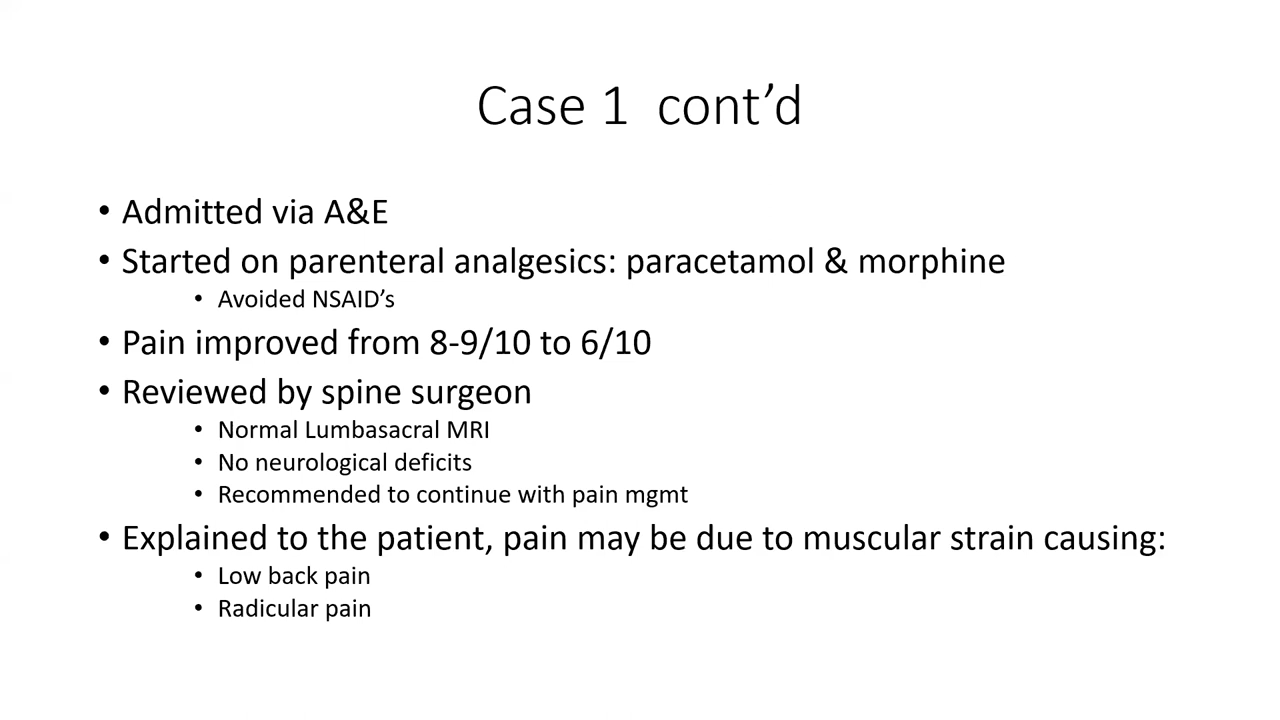 Case 1  cont’d
• Admitted via A&E
• Started on parenteral analgesics: paracetamol & morphine
• Avoided NSAID’s
• Pain improved from 8-9/10 to 6/10
• Reviewed by spine surgeon
• Normal Lumbasacral MRI
• No neurological deficits
• Recommended to continue with pain mgmt
• Explained to the patient, pain may be due to muscular strain causing:
• Low back pain
• Radicular pain